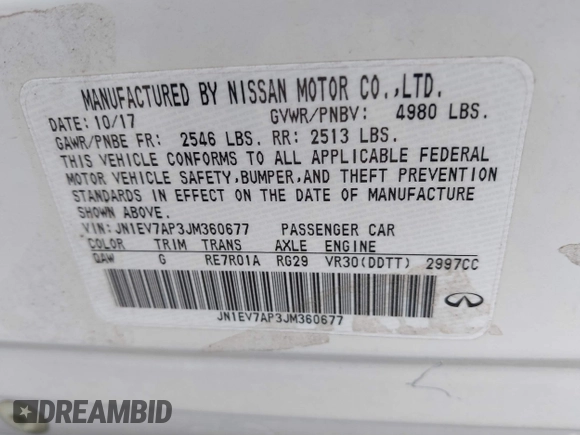 MANUFACTURED BY NISSAN MOTOR CO.,LTD.
DATE: 10/17 GVWR/PNBV: 4980 LBS.
GAWR/PNBE FR: 2546 LBS. RR: 2513 LBS.
THIS VEHICLE CONFORMS TO ALL APPLICABLE FEDERAL
MOTOR VEHICLE SAFETY,BUMPER,AND THEFT PREVENTION
STANDARDS IN EFFECT ON THE DATE OF MANUFACTURE
SHOWN ABOVE.
VIN: JN1EV7AP3JM360677 PASSENGER CAR
COLOR TRIM TRANS AXLE ENGINE
QAW G RE7R01A RG29 VR30(DDTT) 2997CC
JN1EV7AP3JM360677
DREAMBID